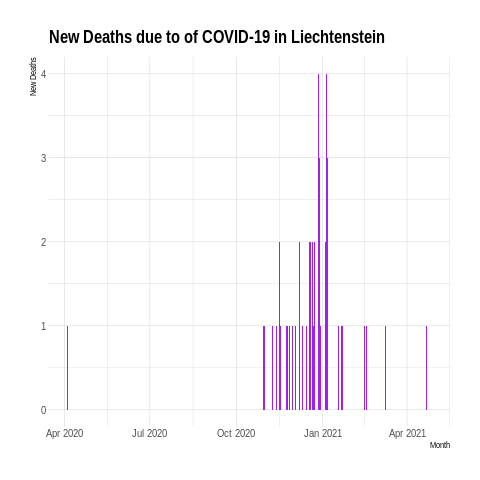 New Deaths due to of COVID-19 in Liechtenstein
New Deaths
4
3
2
1
0
Apr 2020 Jul 2020 Oct 2020 Jan 2021 Apr 2021
Month